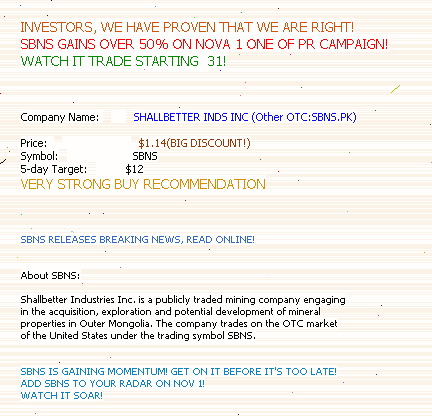 INVESTORS, WE HAVE PROVEN THAT WE ARE RIGHT!
SBNS GAINS OVER 50% ON NOVA 1 ONE OF PR CAMPAIGN!
WATCH IT TRADE STARTING 31!
Company Name: SHALLBETTER INDS INC (Other OTC:SBNS.PK)
Price: $1.14(BIG DISCOUNT!)
Symbol: SBNS
5-day Target: $12
VERY STRONG BUY RECOMMENDATION
SBNS RELEASES BREAKING NEWS, READ ONLINE!
About SBNS:
Shallbetter Industries Inc. is a publicly traded mining company engaging
in the acquisition, exploration and potential development of mineral
properties in Outer Mongolia. The company trades on the OTC market
of the United States under the trading symbol SBNS.
SBNS IS GAINING MOMENTUM! GET ON IT BEFORE IT'S TOO LATE!
ADD SBNS TO YOUR RADAR ON NOV 1!
WATCH IT SOAR!